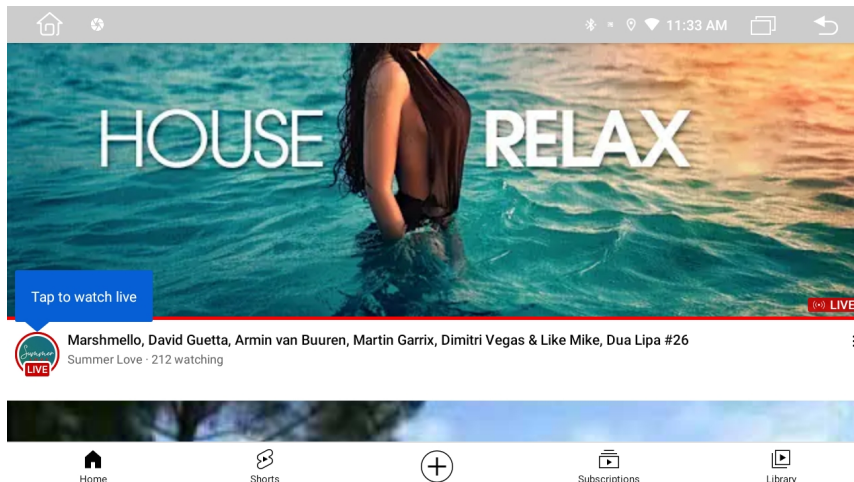 11:33 AM
HOUSE RELAX
Tap to watch live
LIVE
Marshmello, David Guetta, Armin van Buuren, Martin Garrix, Dimitri Vegas & Like Mike, Dua Lipa #26
Summer Love · 212 watching
Summer
LIVE
Home
Shorts
Subscriptions
Library